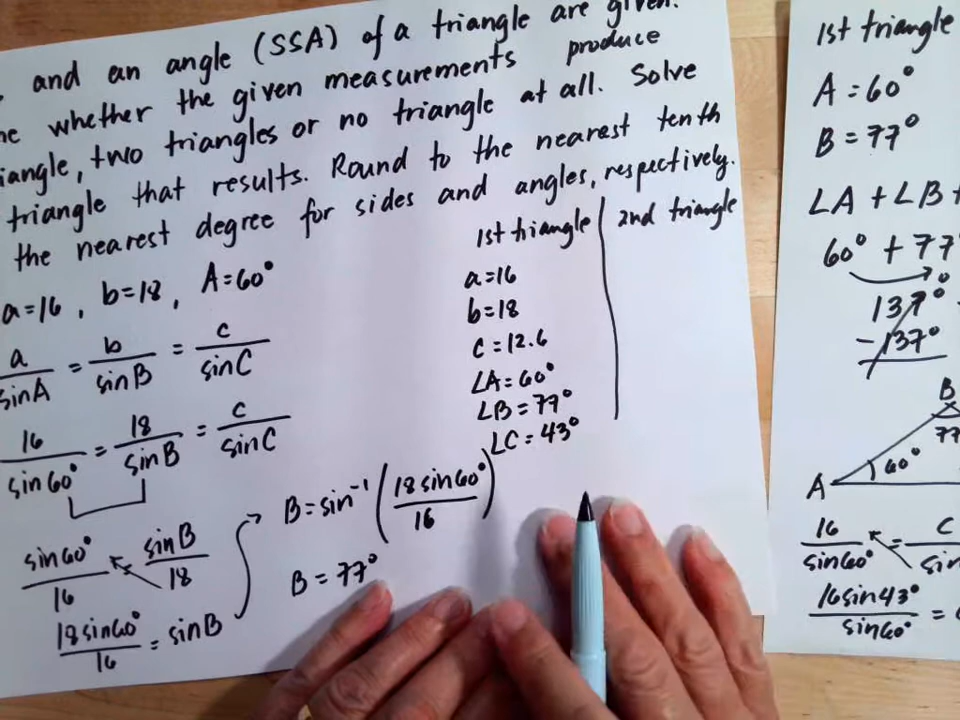 and an angle (SSA) of a triangle are given.
whether the given measurements produce
triangle, two triangles or no triangle at all. Solve
triangle that results. Round to the nearest tenth
the nearest degree for sides and angles, respectively.
a=16, b=18, A=60°
a/sinA = b/sinB = c/sinC
16/sin60° = 18/sinB = c/sinC
sin60°/16 = sinB/18
18sin60°/16 = sinB
B=sin⁻¹(18sin60°/16)
B=77°
1st triangle
a=16
b=18
c=12.6
∠A=60°
∠B=77°
∠C=43°
2nd triangle
1st triangle
A=60°
B=77°
∠A+∠B+
60°+77°
137°
-137°
B
77°
60°
A
16/sin60° = c/sin
16sin43°/sin60° =